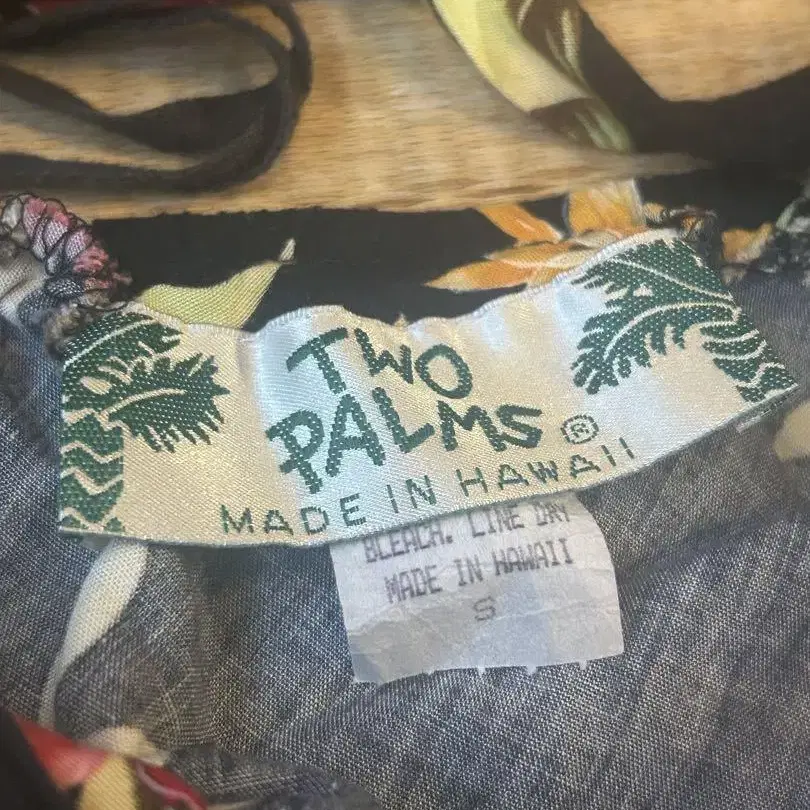 TWO
PALMS®
MADE IN HAWAII
BLEACH. LINE DRY
MADE IN HAWAII
S